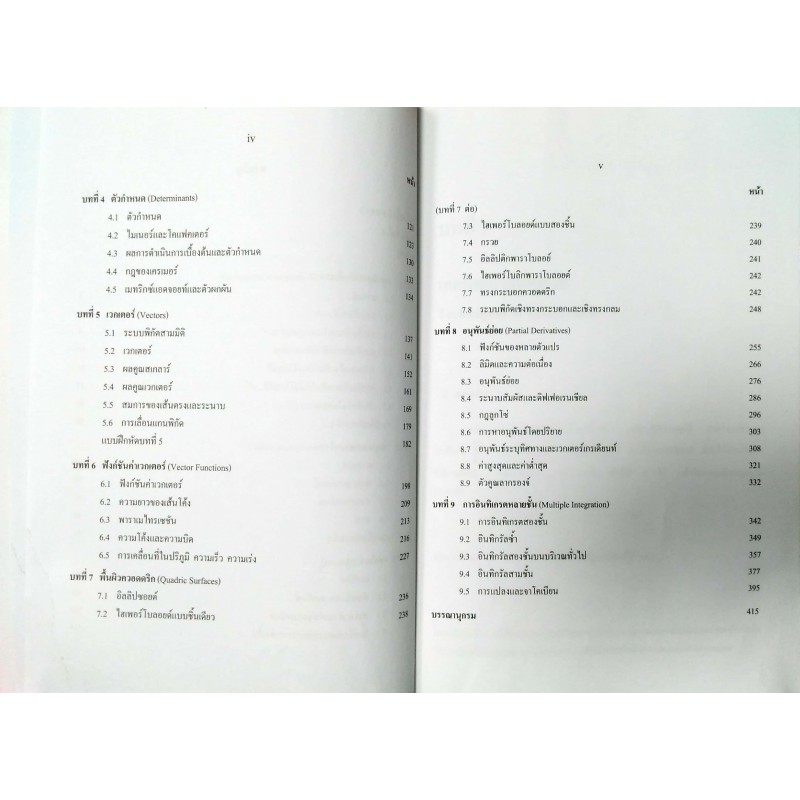 iv
หน้า
บทที่ 4 ตัวกำหนด (Determinants)
4.1 ตัวกำหนด 121
4.2 ไมเนอร์และโคแฟคเตอร์ 123
4.3 ผลการดำเนินการเบื้องต้นและตัวกำหนด 130
4.4 กฎของเครเมอร์ 131
4.5 เมทริกซ์แอดจอยท์และตัวผกผัน 134
บทที่ 5 เวกเตอร์ (Vectors)
5.1 ระบบพิกัดสามมิติ 137
5.2 เวกเตอร์ 141
5.3 ผลคูณสเกลาร์ 152
5.4 ผลคูณเวกเตอร์ 161
5.5 สมการของเส้นตรงและระนาบ 169
5.6 การเลื่อนแกนพิกัด 179
แบบฝึกหัดบทที่ 5 182
บทที่ 6 ฟังก์ชันค่าเวกเตอร์ (Vector Functions)
6.1 ฟังก์ชันค่าเวกเตอร์ 198
6.2 ความยาวของเส้นโค้ง 209
6.3 พาราเมไทรเซชัน 213
6.4 ความโค้งและความบิด 216
6.5 การเคลื่อนที่ในปริภูมิ ความเร็ว ความเร่ง 227
บทที่ 7 พื้นผิวควอดดริก (Quadric Surfaces)
7.1 อิลลิปซอยด์ 236
7.2 ไฮเพอร์โบลอยด์แบบชิ้นเดียว 238
v
หน้า
(บทที่ 7 ต่อ)
7.3 ไฮเพอร์โบลอยด์แบบสองชิ้น 239
7.4 กรวย 240
7.5 อิลลิปติกพาราโบลอย์ 241
7.6 ไฮเพอร์โบลิกพาราโบลอยด์ 242
7.7 ทรงกระบอกควอดดริก 242
7.8 ระบบพิกัดเชิงทรงกระบอกและเชิงทรงกลม 248
บทที่ 8 อนุพันธ์ย่อย (Partial Derivatives)
8.1 ฟังก์ชันของหลายตัวแปร 255
8.2 ลิมิตและความต่อเนื่อง 266
8.3 อนุพันธ์ย่อย 276
8.4 ระนาบสัมผัสและดิฟเฟอเรนเชียล 286
8.5 กฎลูกโซ่ 296
8.6 การหาอนุพันธ์โดยปริยาย 303
8.7 อนุพันธ์ระบุทิศทางและเวกเตอร์เกรเดียนท์ 308
8.8 ค่าสูงสุดและค่าต่ำสุด 321
8.9 ตัวคูณลากรองจ์ 332
บทที่ 9 การอินทิเกรตหลายชั้น (Multiple Integration)
9.1 การอินทิเกรตสองชั้น 342
9.2 อินทิกรัลซ้ำ 349
9.3 อินทิกรัลสองชั้นบนบริเวณทั่วไป 357
9.4 อินทิกรัลสามชั้น 377
9.5 การแปลงและจาโคเบียน 395
บรรณานุกรม 415